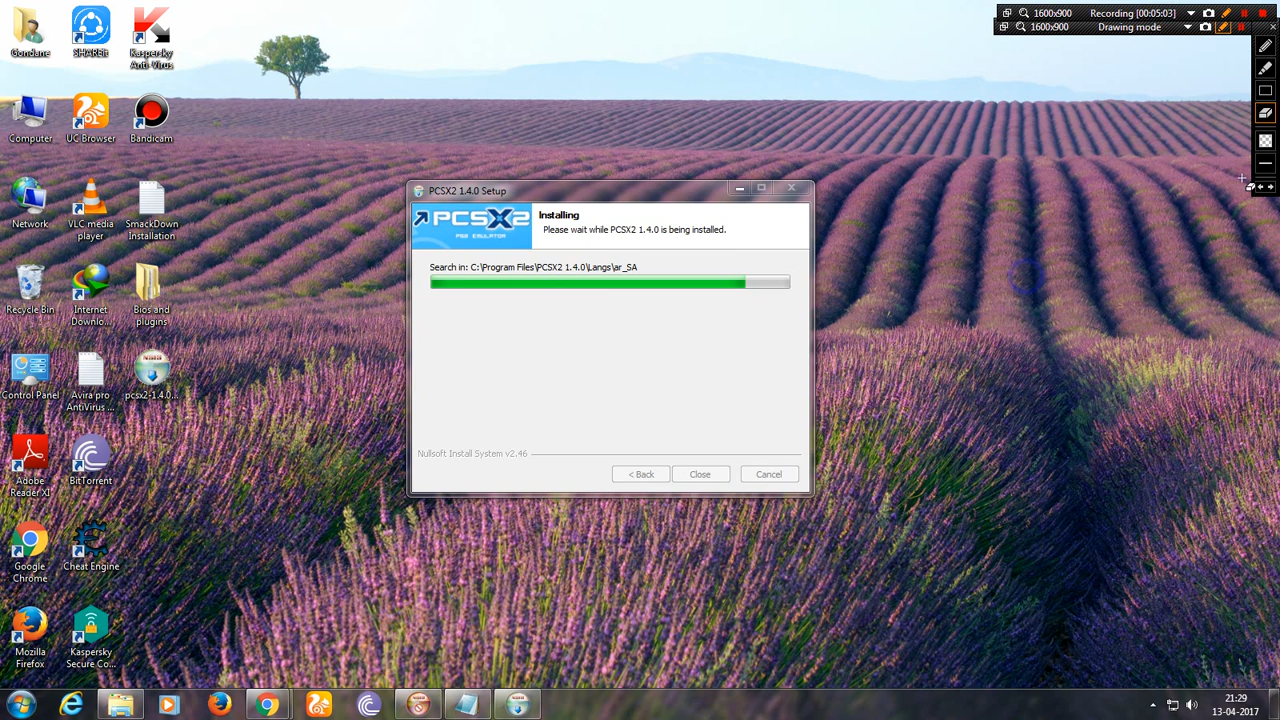 1600x900 Recording [00:05:03]
1600x900 Drawing mode
Gondane
SHAREit
Kaspersky
Anti-Virus
Computer
UC Browser
Bandicam
Network
VLC media
player
SmackDown
Installation
Recycle Bin
Internet
Downlo...
Bios and
plugins
Control Panel
Avira pro
AntiVirus ...
NSIS
pcsx2-1.4.0...
Adobe
Reader XI
BitTorrent
Google
Chrome
Cheat Engine
Mozilla
Firefox
Kaspersky
Secure Co...
PCSX2 1.4.0 Setup
PCSX2
PS2 EMULATOR
Installing
Please wait while PCSX2 1.4.0 is being installed.
Search in: C:\Program Files\PCSX2 1.4.0\Langs\ar_SA
Nullsoft Install System v2.46
< Back
Close
Cancel
21:29
13-04-2017